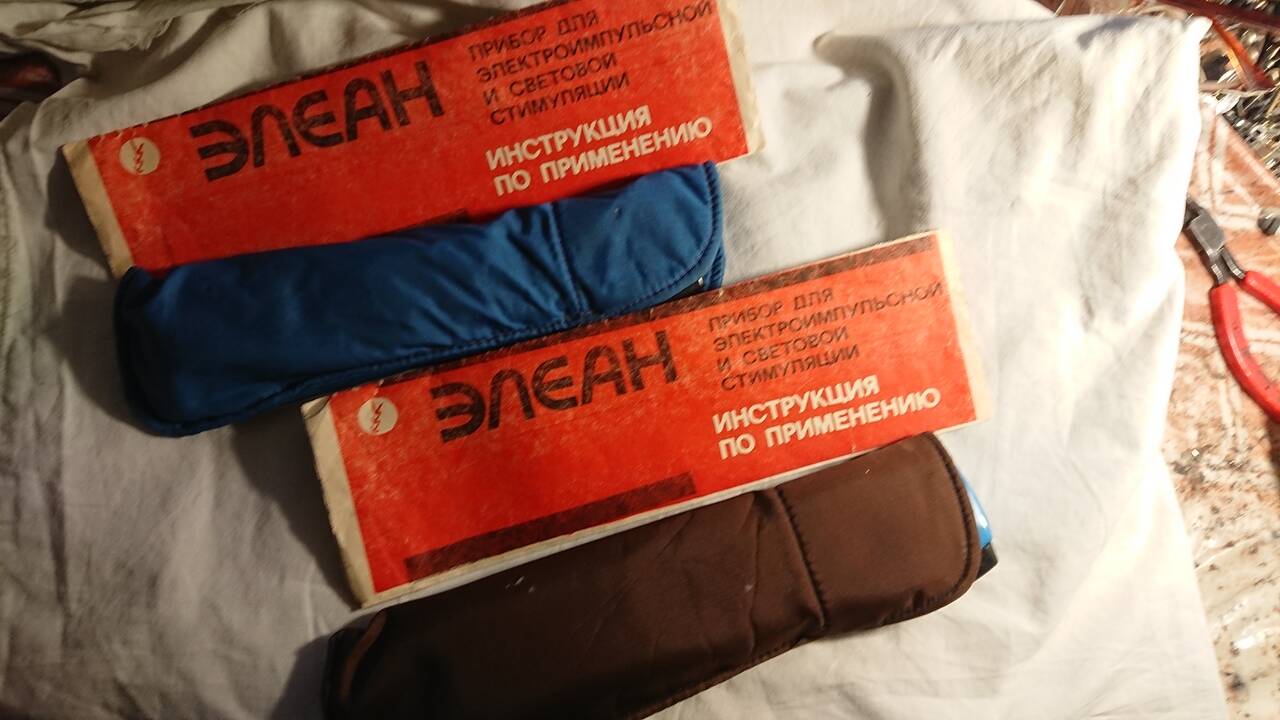 ЭЛЕАН
ПРИБОР ДЛЯ
ЭЛЕКТРОИМПУЛЬСНОЙ
И СВЕТОВОЙ
СТИМУЛЯЦИИ
ИНСТРУКЦИЯ
ПО ПРИМЕНЕНИЮ
ЭЛЕАН
ПРИБОР ДЛЯ
ЭЛЕКТРОИМПУЛЬСНОЙ
И СВЕТОВОЙ
СТИМУЛЯЦИИ
ИНСТРУКЦИЯ
ПО ПРИМЕНЕНИЮ